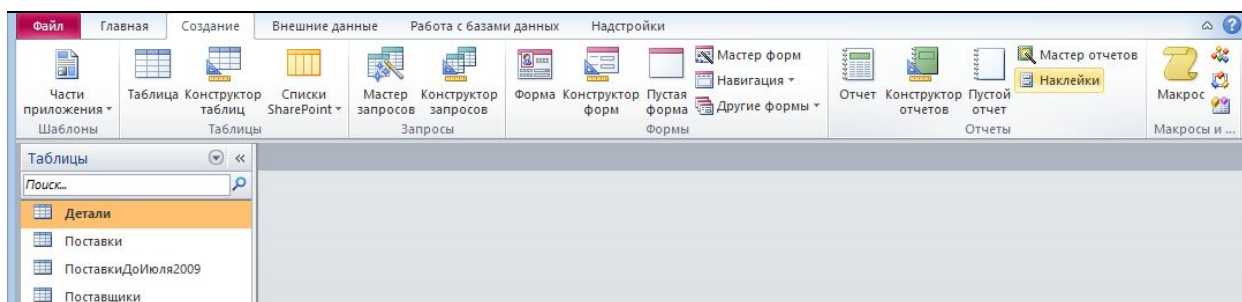 Файл Главная Создание Внешние данные Работа с базами данных Надстройки
Части приложения
Таблица
Конструктор таблиц
Списки SharePoint
Мастер запросов
Конструктор запросов
Форма
Конструктор форм
Пустая форма
Мастер форм
Навигация
Другие формы
Отчет
Конструктор отчетов
Пустой отчет
Мастер отчетов
Наклейки
Макрос
Шаблоны Таблицы Запросы Формы Отчеты Макросы и ...
Таблицы
Поиск...
Детали
Поставки
ПоставкиДоИюля2009
Поставщики